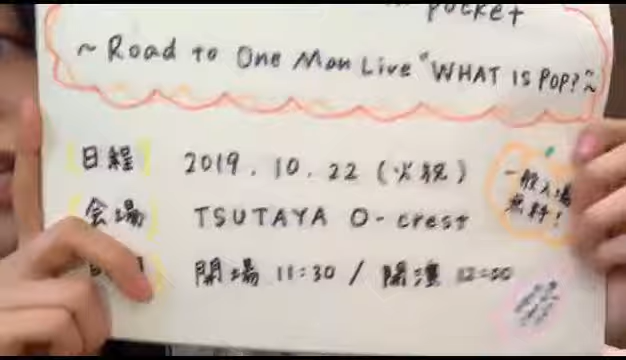 pocket
~Road to One Man Live "WHAT IS POP?"~
日程 2019.10.22 (火祝)
会場 TSUTAYA O-crest
開場 11:30 / 開演 12:00
一般入場
無料!